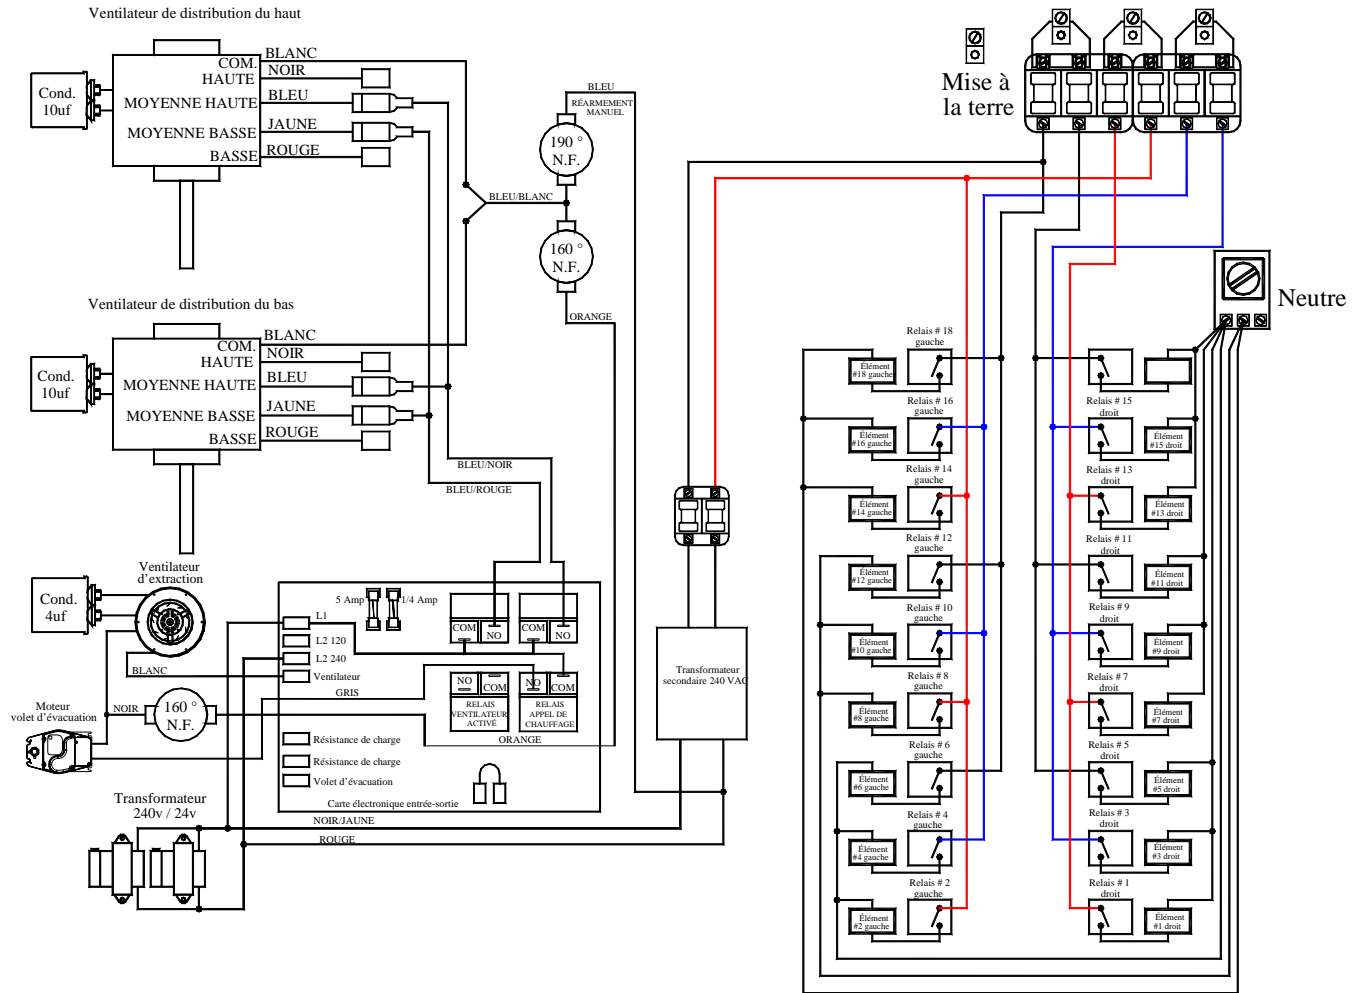 Ventilateur de distribution du haut
Cond.
10uf
COM.
HAUTE
MOYENNE HAUTE
MOYENNE BASSE
BASSE
BLANC
NOIR
BLEU
JAUNE
ROUGE
BLEU
RÉARMEMENT
MANUEL
190 °
N.F.
BLEU/BLANC
160 °
N.F.
ORANGE
Mise à
la terre
Neutre
Ventilateur de distribution du bas
Cond.
10uf
COM.
HAUTE
MOYENNE HAUTE
MOYENNE BASSE
BASSE
BLANC
NOIR
BLEU
JAUNE
ROUGE
BLEU/NOIR
BLEU/ROUGE
Ventilateur
d'extraction
Cond.
4uf
BLANC
NOIR
160 °
N.F.
Moteur
volet d'évacuation
Transformateur
240v / 24v
5 Amp
1/4 Amp
L1
L2 120
L2 240
Ventilateur
GRIS
COM
NO
COM
NO
NO
COM
NO
COM
RELAIS
VENTILATEUR
ACTIVÉ
RELAIS
APPEL DE
CHAUFFAGE
ORANGE
Résistance de charge
Résistance de charge
Volet d'évacuation
Carte électronique entrée-sortie
NOIR/JAUNE
ROUGE
Transformateur
secondaire 240 VAC
Relais # 18
gauche
Élément
#18 gauche
Relais # 16
gauche
Élément
#16 gauche
Relais # 14
gauche
Élément
#14 gauche
Relais # 12
gauche
Élément
#12 gauche
Relais # 10
gauche
Élément
#10 gauche
Relais # 8
gauche
Élément
#8 gauche
Relais # 6
gauche
Élément
#6 gauche
Relais # 4
gauche
Élément
#4 gauche
Relais # 2
gauche
Élément
#2 gauche
Relais # 15
droit
Élément
#15 droit
Relais # 13
droit
Élément
#13 droit
Relais # 11
droit
Élément
#11 droit
Relais # 9
droit
Élément
#9 droit
Relais # 7
droit
Élément
#7 droit
Relais # 5
droit
Élément
#5 droit
Relais # 3
droit
Élément
#3 droit
Relais # 1
droit
Élément
#1 droit